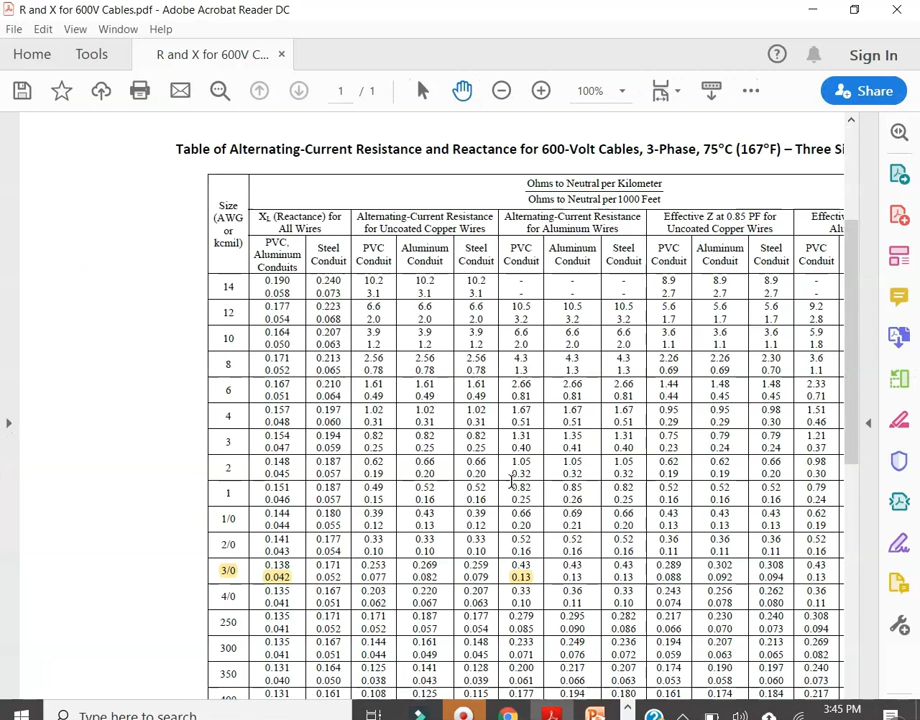 R and X for 600V Cables.pdf - Adobe Acrobat Reader DC
File Edit View Window Help
Home Tools R and X for 600V C... × Sign In
1 / 1 100% Share
Table of Alternating-Current Resistance and Reactance for 600-Volt Cables, 3-Phase, 75°C (167°F) – Three Si
Ohms to Neutral per Kilometer
Ohms to Neutral per 1000 Feet
Size (AWG or kcmil) XL (Reactance) for All Wires Alternating-Current Resistance for Uncoated Copper Wires Alternating-Current Resistance for Aluminum Wires Effective Z at 0.85 PF for Uncoated Copper Wires Effecti Alu
PVC, Aluminum Conduits Steel Conduit PVC Conduit Aluminum Conduit Steel Conduit PVC Conduit Aluminum Conduit Steel Conduit PVC Conduit Aluminum Conduit Steel Conduit PVC Conduit
14 0.190 0.240 10.2 10.2 10.2 - - - 8.9 8.9 8.9 -
0.058 0.073 3.1 3.1 3.1 - - - 2.7 2.7 2.7 -
12 0.177 0.223 6.6 6.6 6.6 10.5 10.5 10.5 5.6 5.6 5.6 9.2
0.054 0.068 2.0 2.0 2.0 3.2 3.2 3.2 1.7 1.7 1.7 2.8
10 0.164 0.207 3.9 3.9 3.9 6.6 6.6 6.6 3.6 3.6 3.6 5.9
0.050 0.063 1.2 1.2 1.2 2.0 2.0 2.0 1.1 1.1 1.1 1.8
8 0.171 0.213 2.56 2.56 2.56 4.3 4.3 4.3 2.26 2.26 2.30 3.6
0.052 0.065 0.78 0.78 0.78 1.3 1.3 1.3 0.69 0.69 0.70 1.1
6 0.167 0.210 1.61 1.61 1.61 2.66 2.66 2.66 1.44 1.48 1.48 2.33
0.051 0.064 0.49 0.49 0.49 0.81 0.81 0.81 0.44 0.45 0.45 0.71
4 0.157 0.197 1.02 1.02 1.02 1.67 1.67 1.67 0.95 0.95 0.98 1.51
0.048 0.060 0.31 0.31 0.31 0.51 0.51 0.51 0.29 0.29 0.30 0.46
3 0.154 0.194 0.82 0.82 0.82 1.31 1.35 1.31 0.75 0.79 0.79 1.21
0.047 0.059 0.25 0.25 0.25 0.40 0.41 0.40 0.23 0.24 0.24 0.37
2 0.148 0.187 0.62 0.66 0.66 1.05 1.05 1.05 0.62 0.62 0.66 0.98
0.045 0.057 0.19 0.20 0.20 0.32 0.32 0.32 0.19 0.19 0.20 0.30
1 0.151 0.187 0.49 0.52 0.52 0.82 0.85 0.82 0.52 0.52 0.52 0.79
0.046 0.057 0.15 0.16 0.16 0.25 0.26 0.25 0.16 0.16 0.16 0.24
1/0 0.144 0.180 0.39 0.43 0.39 0.66 0.69 0.66 0.43 0.43 0.43 0.62
0.044 0.055 0.12 0.13 0.12 0.20 0.21 0.20 0.13 0.13 0.13 0.19
2/0 0.141 0.177 0.33 0.33 0.33 0.52 0.52 0.52 0.36 0.36 0.36 0.52
0.043 0.054 0.10 0.10 0.10 0.16 0.16 0.16 0.11 0.11 0.11 0.16
3/0 0.138 0.171 0.253 0.269 0.259 0.43 0.43 0.43 0.289 0.302 0.308 0.43
0.042 0.052 0.077 0.082 0.079 0.13 0.13 0.13 0.088 0.092 0.094 0.13
4/0 0.135 0.167 0.203 0.220 0.207 0.33 0.36 0.33 0.243 0.256 0.262 0.36
0.041 0.051 0.062 0.067 0.063 0.10 0.11 0.10 0.074 0.078 0.080 0.11
250 0.135 0.171 0.171 0.187 0.177 0.279 0.295 0.282 0.217 0.230 0.240 0.308
0.041 0.052 0.052 0.057 0.054 0.085 0.090 0.086 0.066 0.070 0.073 0.094
300 0.135 0.167 0.144 0.161 0.148 0.233 0.249 0.236 0.194 0.207 0.213 0.269
0.041 0.051 0.044 0.049 0.045 0.071 0.076 0.072 0.059 0.063 0.065 0.082
350 0.131 0.164 0.125 0.141 0.128 0.200 0.217 0.207 0.174 0.190 0.197 0.240
0.040 0.050 0.038 0.043 0.039 0.061 0.066 0.063 0.053 0.058 0.060 0.073
0.131 0.161 0.108 0.125 0.115 0.177 0.194 0.180 0.161 0.174 0.184 0.217
3:45 PM
Type here to search